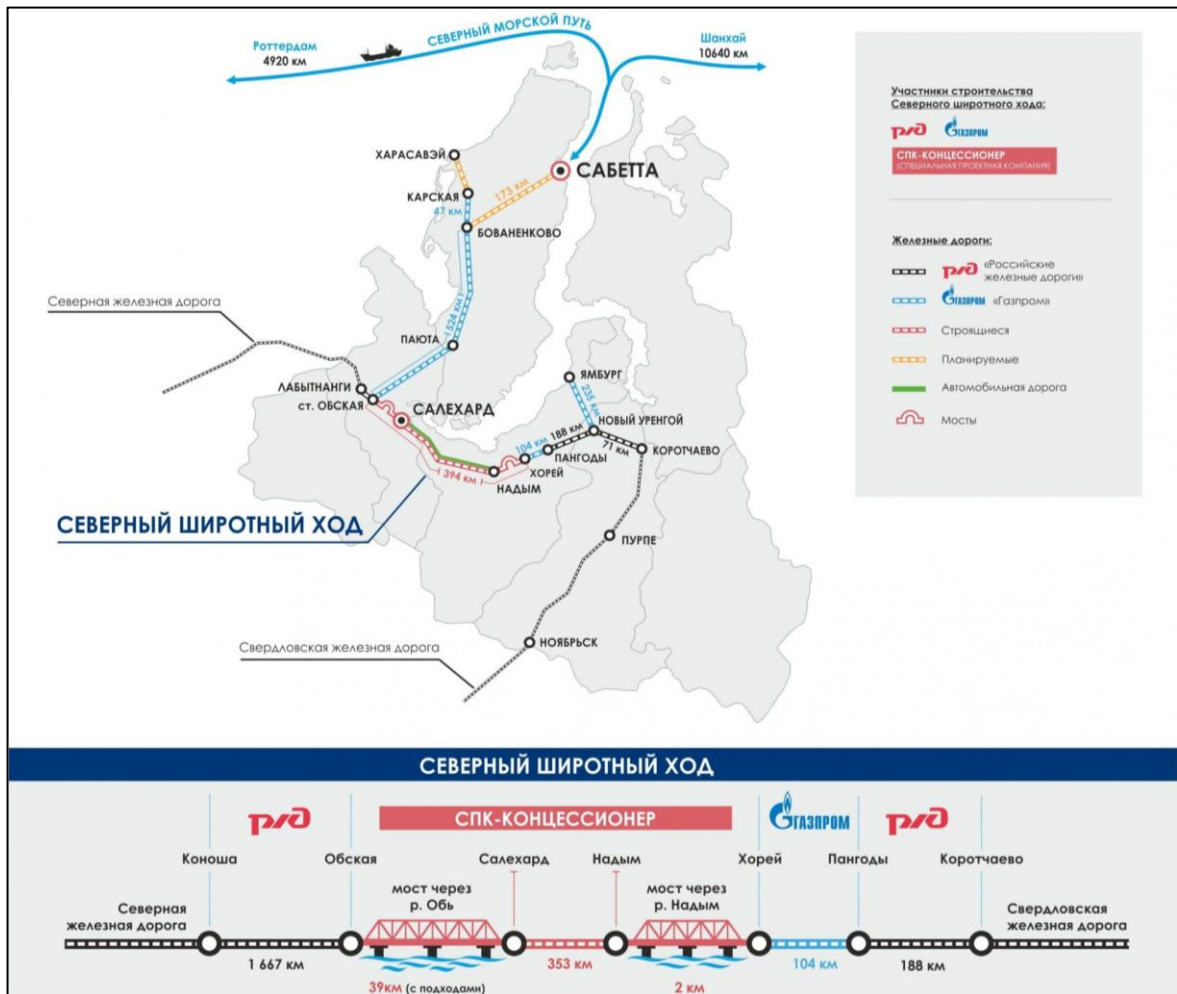 СЕВЕРНЫЙ МОРСКОЙ ПУТЬ
Роттердам
4920 км
Шанхай
10640 км
Участники строительства
Северного широтного хода:
ржд ГАЗПРОМ
СПК-КОНЦЕССИОНЕР
(СПЕЦИАЛЬНАЯ ПРОЕКТНАЯ КОМПАНИЯ)
ХАРАСАВЭЙ
САБЕТТА
173 км
КАРСКАЯ
47 км
БОВАНЕНКОВО
Железные дороги:
ржд «Российские
железные дороги»
ГАЗПРОМ «Газпром»
Строящиеся
Планируемые
Автомобильная дорога
Мосты
Северная железная дорога
524 км
ПАЮТА
ЯМБУРГ
235 км
ЛАБЫТНАНГИ
ст. ОБСКАЯ
САЛЕХАРД
НОВЫЙ УРЕНГОЙ
188 км
104 км
71 км
КОРОТЧАЕВО
ПАНГОДЫ
ХОРЕЙ
394 км
НАДЫМ
СЕВЕРНЫЙ ШИРОТНЫЙ ХОД
ПУРПЕ
Свердловская железная дорога
НОЯБРЬСК
СЕВЕРНЫЙ ШИРОТНЫЙ ХОД
ржд
СПК-КОНЦЕССИОНЕР
ГАЗПРОМ
ржд
Коноша
Обская
Салехард
Надым
Хорей
Пангоды
Коротчаево
Северная
железная дорога
мост через
р. Обь
мост через
р. Надым
Свердловская
железная дорога
1 667 км
39км (с подходами)
353 км
2 км
104 км
188 км